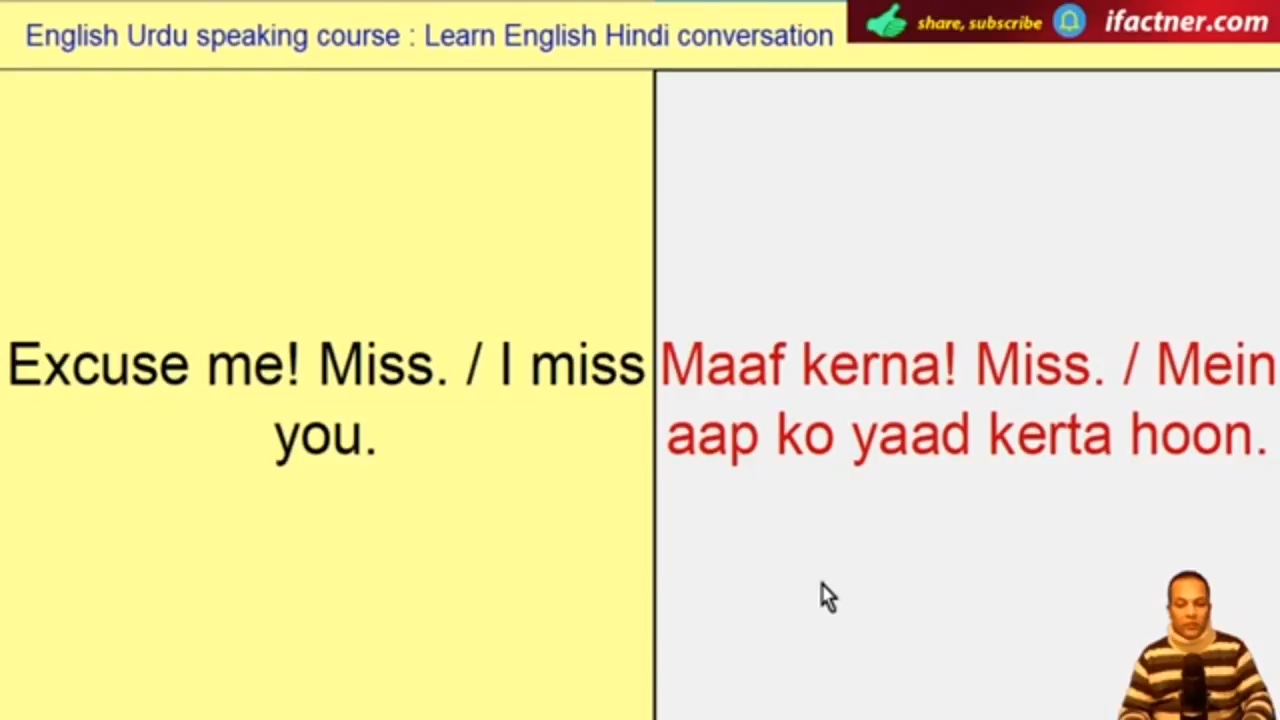 English Urdu speaking course : Learn English Hindi conversation
share, subscribe
ifactner.com
Excuse me! Miss. / I miss
you.
Maaf kerna! Miss. / Mein
aap ko yaad kerta hoon.